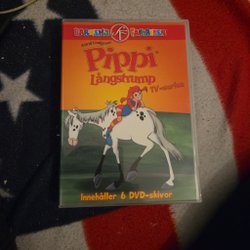 Pippi
Långstrump
TV-serien
Innehåller 6 DVD-skivor